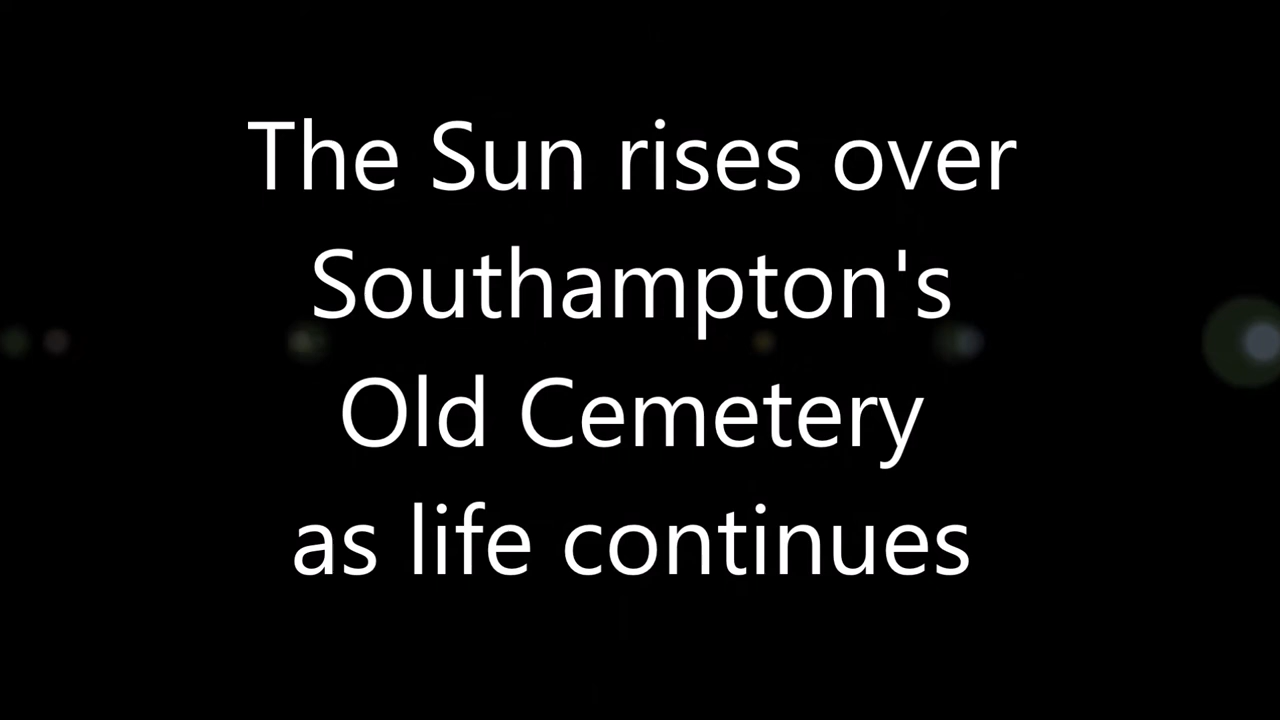 The Sun rises over
Southampton's
Old Cemetery
as life continues